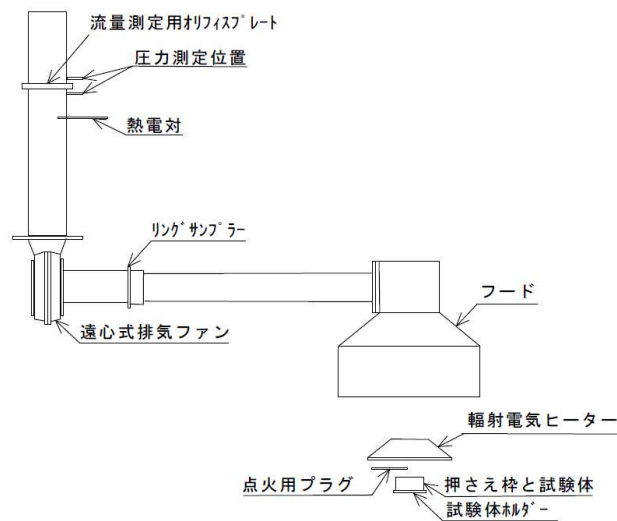 流量測定用ｵﾘﾌｨｽﾌﾟﾚｰﾄ
圧力測定位置
熱電対
ﾘﾝｸﾞｻﾝﾌﾟﾗｰ
フード
遠心式排気ファン
輻射電気ヒーター
点火用プラグ
押さえ枠と試験体
試験体ﾎﾙﾀﾞｰ